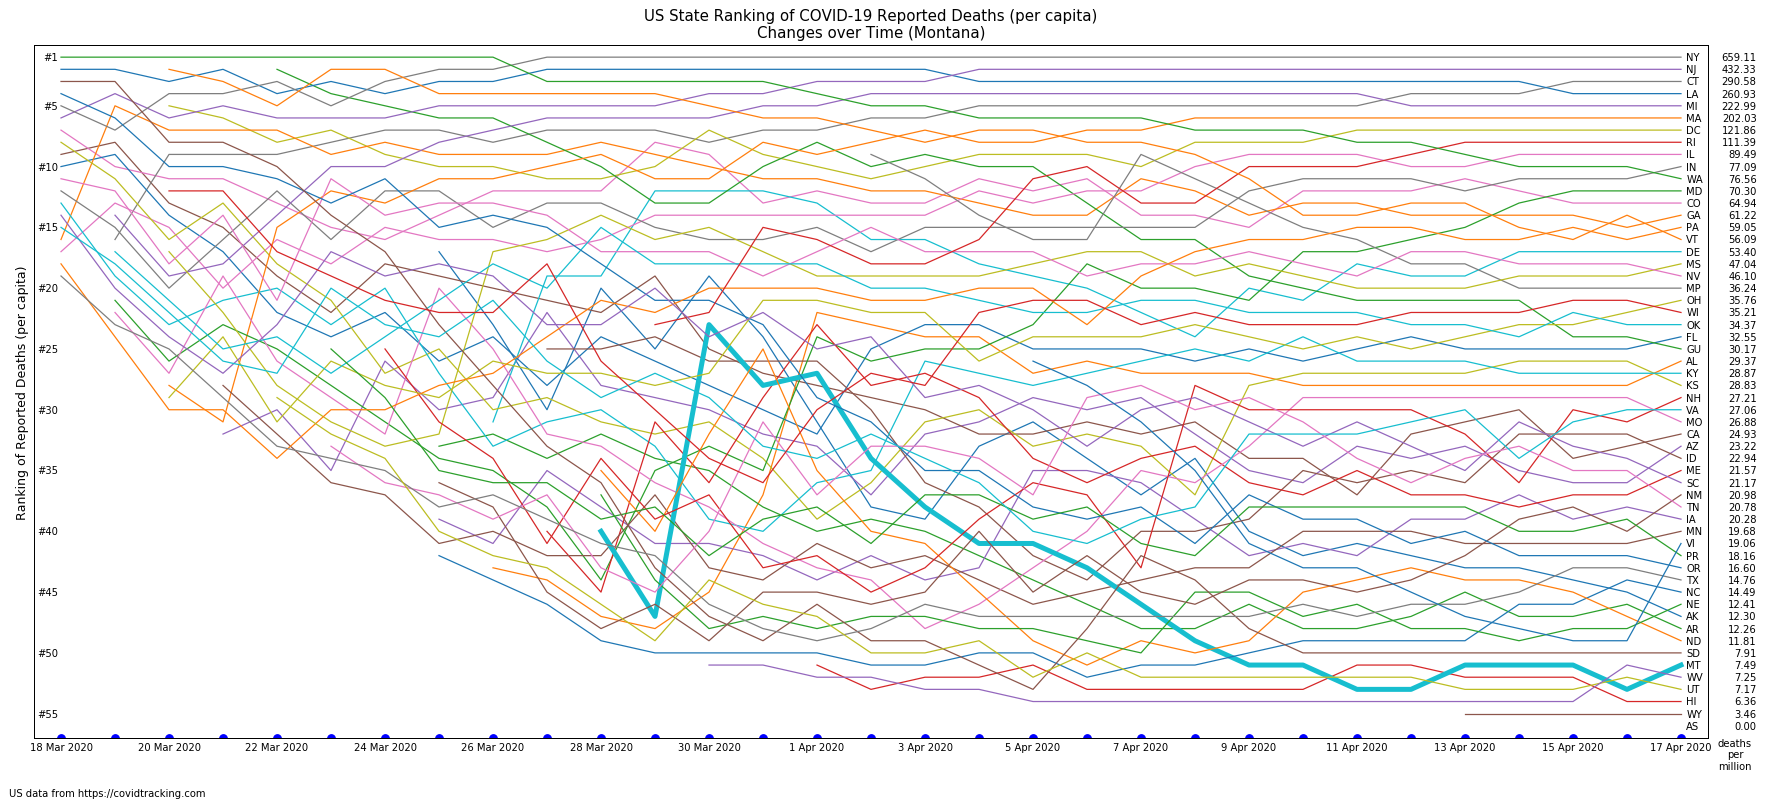 US State Ranking of COVID-19 Reported Deaths (per capita)
Changes over Time (Montana)
Ranking of Reported Deaths (per capita)
#1
#5
#10
#15
#20
#25
#30
#35
#40
#45
#50
#55
NY 659.11
NJ 432.33
CT 290.58
LA 260.93
MI 222.99
MA 202.03
DC 121.86
RI 111.39
IL 89.49
IN 77.09
WA 76.56
MD 70.30
CO 64.94
GA 61.22
PA 59.05
VT 56.09
DE 53.40
MS 47.04
NV 46.10
MP 36.24
OH 35.76
WI 35.21
OK 34.37
FL 32.55
GU 30.17
AL 29.37
KY 28.87
KS 28.83
NH 27.21
VA 27.06
MO 26.88
CA 24.93
AZ 23.22
ID 22.94
ME 21.57
SC 21.17
NM 20.98
TN 20.78
IA 20.28
MN 19.68
VI 19.06
PR 18.16
OR 16.60
TX 14.76
NC 14.49
NE 12.41
AK 12.30
AR 12.26
ND 11.81
SD 7.91
MT 7.49
WV 7.25
UT 7.17
HI 6.36
WY 3.46
AS 0.00
18 Mar 2020 20 Mar 2020 22 Mar 2020 24 Mar 2020 26 Mar 2020 28 Mar 2020 30 Mar 2020 1 Apr 2020 3 Apr 2020 5 Apr 2020 7 Apr 2020 9 Apr 2020 11 Apr 2020 13 Apr 2020 15 Apr 2020 17 Apr 2020
deaths
per
million
US data from https://covidtracking.com